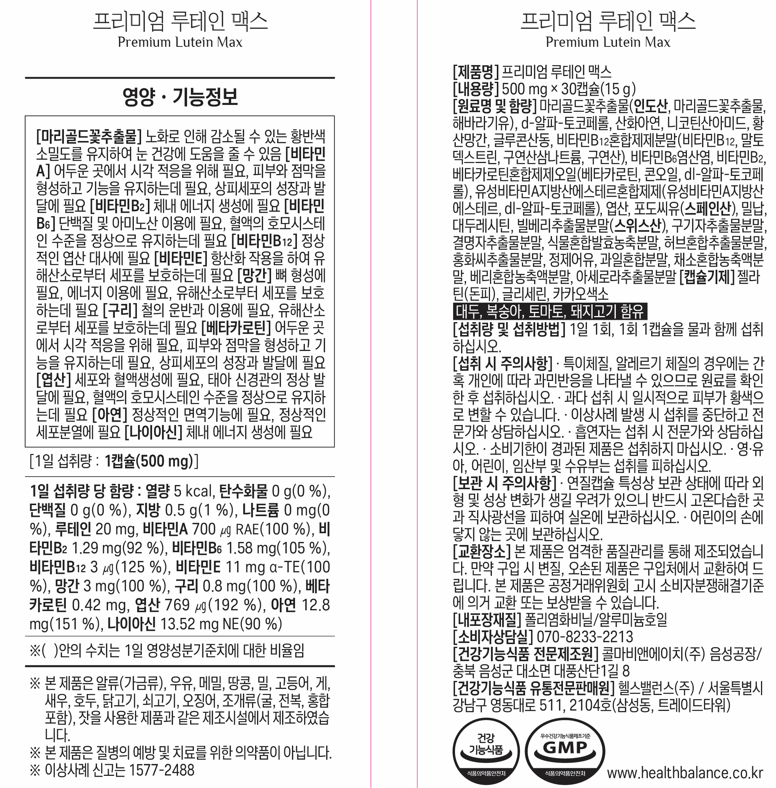 프리미엄 루테인 맥스
Premium Lutein Max
영양 · 기능정보
[마리골드꽃추출물] 노화로 인해 감소될 수 있는 황반색
소밀도를 유지하여 눈 건강에 도움을 줄 수 있음 [비타민
A] 어두운 곳에서 시각 적응을 위해 필요, 피부와 점막을
형성하고 기능을 유지하는데 필요, 상피세포의 성장과 발
달에 필요 [비타민B2] 체내 에너지 생성에 필요 [비타민
B6] 단백질 및 아미노산 이용에 필요, 혈액의 호모시스테
인 수준을 정상으로 유지하는데 필요 [비타민B12] 정상
적인 엽산 대사에 필요 [비타민E] 항산화 작용을 하여 유
해산소로부터 세포를 보호하는데 필요 [망간] 뼈 형성에
필요, 에너지 이용에 필요, 유해산소로부터 세포를 보호
하는데 필요 [구리] 철의 운반과 이용에 필요, 유해산소
로부터 세포를 보호하는데 필요 [베타카로틴] 어두운 곳
에서 시각 적응을 위해 필요, 피부와 점막을 형성하고 기
능을 유지하는데 필요, 상피세포의 성장과 발달에 필요
[엽산] 세포와 혈액생성에 필요, 태아 신경관의 정상 발
달에 필요, 혈액의 호모시스테인 수준을 정상으로 유지하
는데 필요 [아연] 정상적인 면역기능에 필요, 정상적인
세포분열에 필요 [나이아신] 체내 에너지 생성에 필요
[1일 섭취량 : 1캡슐(500 mg)]
1일 섭취량 당 함량 : 열량 5 kcal, 탄수화물 0 g(0 %),
단백질 0 g(0 %), 지방 0.5 g(1 %), 나트륨 0 mg(0
%), 루테인 20 mg, 비타민A 700 ㎍ RAE(100 %), 비
타민B2 1.29 mg(92 %), 비타민B6 1.58 mg(105 %),
비타민B12 3 ㎍(125 %), 비타민E 11 mg α-TE(100
%), 망간 3 mg(100 %), 구리 0.8 mg(100 %), 베타
카로틴 0.42 mg, 엽산 769 ㎍(192 %), 아연 12.8
mg(151 %), 나이아신 13.52 mg NE(90 %)
※( )안의 수치는 1일 영양성분기준치에 대한 비율임
※ 본 제품은 알류(가금류), 우유, 메밀, 땅콩, 밀, 고등어, 게,
새우, 호두, 닭고기, 쇠고기, 오징어, 조개류(굴, 전복, 홍합
포함), 잣을 사용한 제품과 같은 제조시설에서 제조하였습
니다.
※ 본 제품은 질병의 예방 및 치료를 위한 의약품이 아닙니다.
※ 이상사례 신고는 1577-2488
프리미엄 루테인 맥스
Premium Lutein Max
[제품명] 프리미엄 루테인 맥스
[내용량] 500 mg × 30캡슐(15 g)
[원료명 및 함량] 마리골드꽃추출물(인도산, 마리골드꽃추출물,
해바라기유), d-알파-토코페롤, 산화아연, 니코틴산아미드, 황
산망간, 글루콘산동, 비타민B12혼합제제분말(비타민B12, 말토
덱스트린, 구연산삼나트륨, 구연산), 비타민B6염산염, 비타민B2,
베타카로틴혼합제제오일(베타카로틴, 콘오일, dl-알파-토코페
롤), 유성비타민A지방산에스테르혼합제제(유성비타민A지방산
에스테르, dl-알파-토코페롤), 엽산, 포도씨유(스페인산), 밀납,
대두레시틴, 빌베리추출물분말(스위스산), 구기자추출물분말,
결명자추출물분말, 식물혼합발효농축분말, 허브혼합추출물분말,
홍화씨추출물분말, 정제어유, 과일혼합분말, 채소혼합농축액분
말, 베리혼합농축액분말, 아세로라추출물분말 [캡슐기제] 젤라
틴(돈피), 글리세린, 카카오색소
대두, 복숭아, 토마토, 돼지고기 함유
[섭취량 및 섭취방법] 1일 1회, 1회 1캡슐을 물과 함께 섭취
하십시오.
[섭취 시 주의사항] · 특이체질, 알레르기 체질의 경우에는 간
혹 개인에 따라 과민반응을 나타낼 수 있으므로 원료를 확인
한 후 섭취하십시오. · 과다 섭취 시 일시적으로 피부가 황색으
로 변할 수 있습니다. · 이상사례 발생 시 섭취를 중단하고 전
문가와 상담하십시오. · 흡연자는 섭취 시 전문가와 상담하십시
오. · 소비기한이 경과된 제품은 섭취하지 마십시오. · 영·유
아, 어린이, 임산부 및 수유부는 섭취를 피하십시오.
[보관 시 주의사항] · 연질캡슐 특성상 보관 상태에 따라 외
형 및 성상 변화가 생길 우려가 있으니 반드시 고온다습한 곳
과 직사광선을 피하여 실온에 보관하십시오. · 어린이의 손에
닿지 않는 곳에 보관하십시오.
[교환장소] 본 제품은 엄격한 품질관리를 통해 제조되었습니
다. 만약 구입 시 변질, 오손된 제품은 구입처에서 교환하여 드
립니다. 본 제품은 공정거래위원회 고시 소비자분쟁해결기준
에 의거 교환 또는 보상받을 수 있습니다.
[내포장재질] 폴리염화비닐/알루미늄호일
[소비자상담실] 070-8233-2213
[건강기능식품 전문제조원] 콜마비앤에이치(주) 음성공장/
충북 음성군 대소면 대풍산단1길 8
[건강기능식품 유통전문판매원] 헬스밸런스(주) / 서울특별시
강남구 영동대로 511, 2104호(삼성동, 트레이드타워)
건강
기능식품
식품의약품안전처
우수건강기능식품제조기준
GMP
식품의약품안전처
www.healthbalance.co.kr